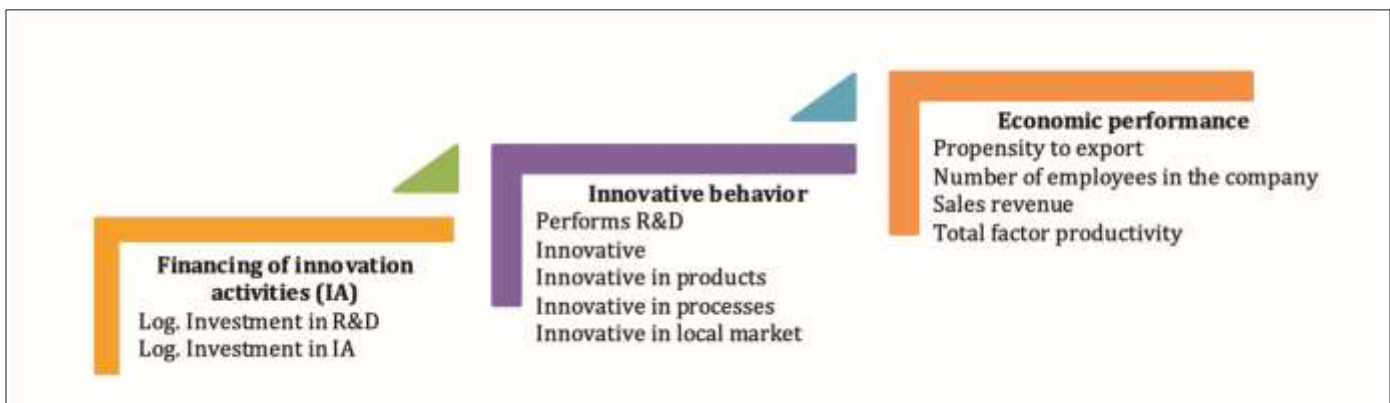 Financing of innovation
activities (IA)
Log. Investment in R&D
Log. Investment in IA
Innovative behavior
Performs R&D
Innovative
Innovative in products
Innovative in processes
Innovative in local market
Economic performance
Propensity to export
Number of employees in the company
Sales revenue
Total factor productivity